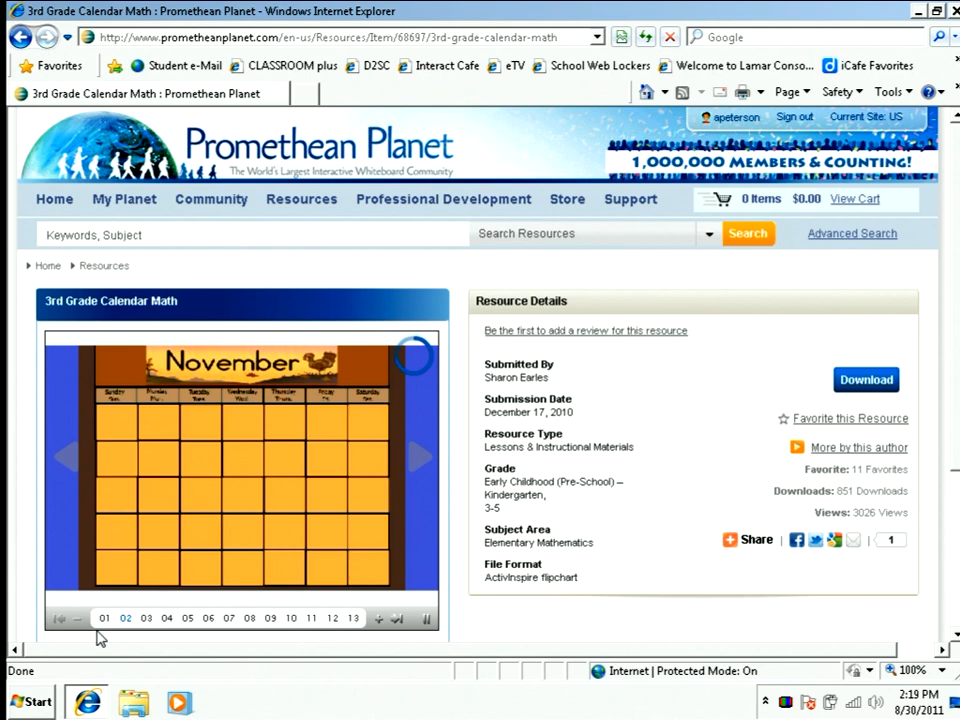 3rd Grade Calendar Math : Promethean Planet - Windows Internet Explorer
http://www.prometheanplanet.com/en-us/Resources/Item/68697/3rd-grade-calendar-math
Google
Favorites Student e-Mail CLASSROOM plus D2SC Interact Cafe eTV School Web Lockers Welcome to Lamar Conso... iCafe Favorites
3rd Grade Calendar Math : Promethean Planet
Page Safety Tools
apeterson Sign out Current Site: US
Promethean Planet
The World's Largest Interactive Whiteboard Community
1,000,000 MEMBERS & COUNTING!
Home My Planet Community Resources Professional Development Store Support 0 Items $0.00 View Cart
Keywords, Subject Search Resources Search Advanced Search
Home Resources
3rd Grade Calendar Math
November
Sunday Monday Tuesday Wednesday Thursday Friday Saturday
01 02 03 04 05 06 07 08 09 10 11 12 13
Resource Details
Be the first to add a review for this resource
Submitted By
Sharon Earles
Submission Date
December 17, 2010
Resource Type
Lessons & Instructional Materials
Grade
Early Childhood (Pre-School) –
Kindergarten,
3-5
Subject Area
Elementary Mathematics
File Format
ActivInspire flipchart
Download
Favorite this Resource
More by this author
Favorite: 11 Favorites
Downloads: 851 Downloads
Views: 3026 Views
Share 1
Done Internet | Protected Mode: On 100%
Start 2:19 PM
8/30/2011